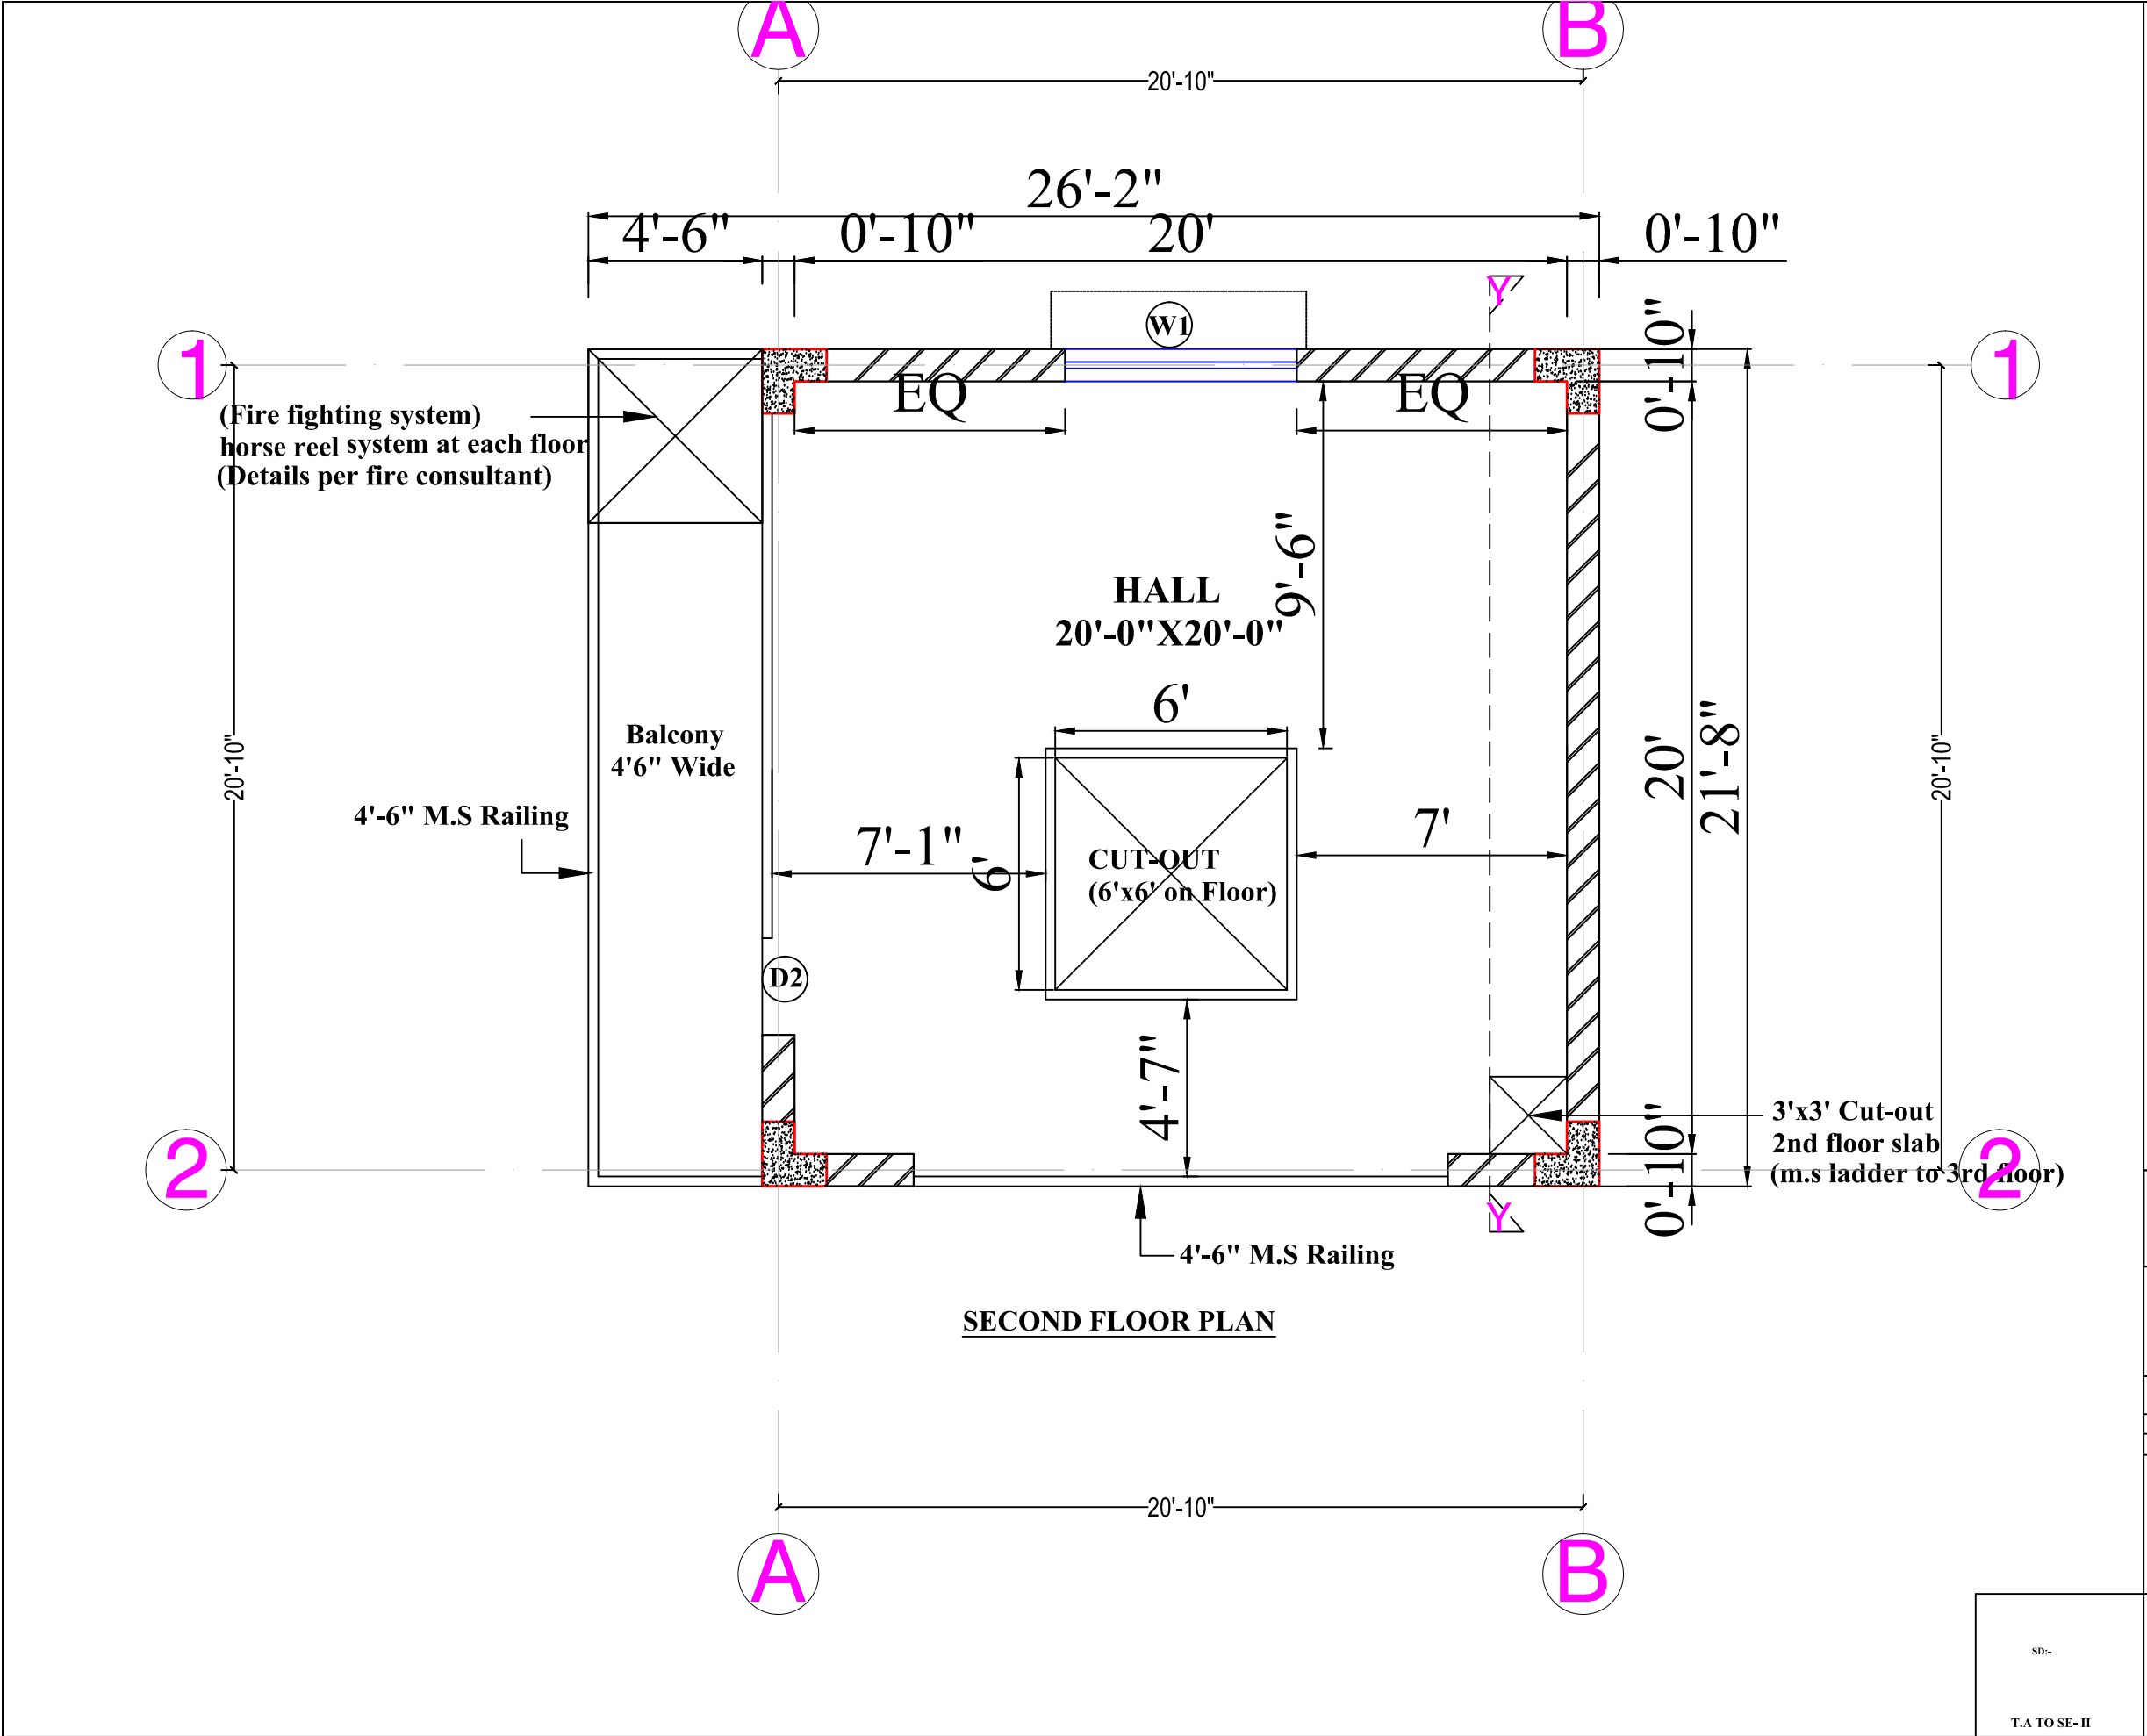 A
B
20'-10"
26'-2"
4'-6"
0'-10"
20'
0'-10"
Y
W1
0'-10"
1
1
EQ
EQ
(Fire fighting system)
horse reel system at each floor
(Details per fire consultant)
9'-6"
HALL
20'-0"X20'-0"
6'
Balcony
4'6" Wide
20'-10"
20'
21'-8"
20'-10"
4'-6" M.S Railing
7'-1"
6'
7'
CUT-OUT
(6'x6' on Floor)
D2
4'-7"
3'x3' Cut-out
2nd floor slab
(m.s ladder to 3rd floor)
0'-10"
2
2
Y
4'-6" M.S Railing
SECOND FLOOR PLAN
20'-10"
A
B
SD:-
T.A TO SE- II